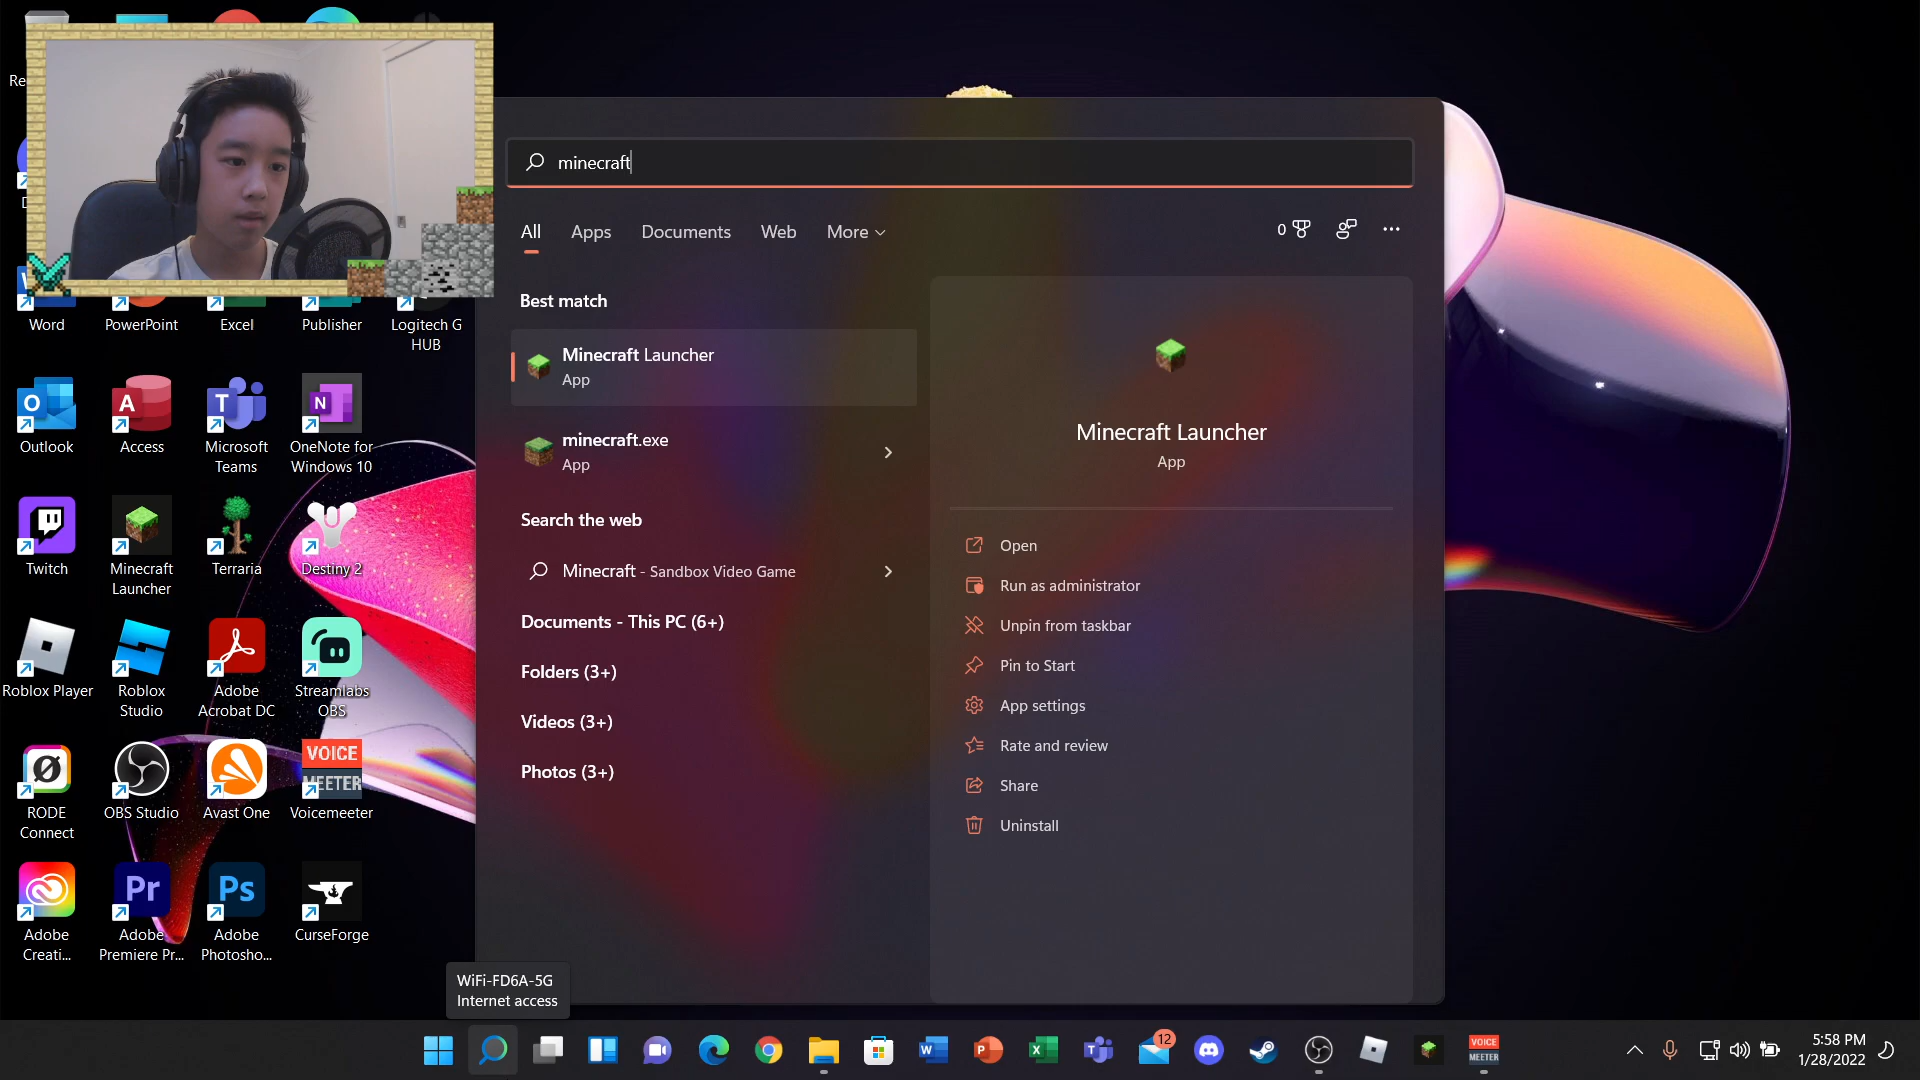 Re
minecraft
All
Apps
Documents
Web
More
0
Best match
Minecraft Launcher
App
minecraft.exe
App
Search the web
Minecraft - Sandbox Video Game
Documents - This PC (6+)
Folders (3+)
Videos (3+)
Photos (3+)
Minecraft Launcher
App
Open
Run as administrator
Unpin from taskbar
Pin to Start
App settings
Rate and review
Share
Uninstall
Word
PowerPoint
Excel
Publisher
Logitech G
HUB
Outlook
Access
Microsoft
Teams
OneNote for
Windows 10
Twitch
Minecraft
Launcher
Terraria
Destiny 2
Roblox Player
Roblox
Studio
Adobe
Acrobat DC
Streamlabs
OBS
VOICE
MEETER
RODE
Connect
OBS Studio
Avast One
Voicemeeter
Pr
Ps
Adobe
Creati...
Adobe
Premiere Pr...
Adobe
Photosho...
CurseForge
WiFi-FD6A-5G
Internet access
12
VOICE
MEETER
5:58 PM
1/28/2022